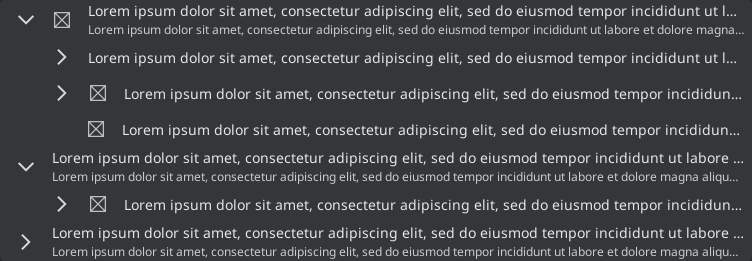 Lorem ipsum dolor sit amet, consectetur adipiscing elit, sed do eiusmod tempor incididunt ut l...
Lorem ipsum dolor sit amet, consectetur adipiscing elit, sed do eiusmod tempor incididunt ut labore et dolore magna...
Lorem ipsum dolor sit amet, consectetur adipiscing elit, sed do eiusmod tempor incididunt ut l...
Lorem ipsum dolor sit amet, consectetur adipiscing elit, sed do eiusmod tempor incididun...
Lorem ipsum dolor sit amet, consectetur adipiscing elit, sed do eiusmod tempor incididun...
Lorem ipsum dolor sit amet, consectetur adipiscing elit, sed do eiusmod tempor incididunt ut labore ...
Lorem ipsum dolor sit amet, consectetur adipiscing elit, sed do eiusmod tempor incididunt ut labore et dolore magna aliqu...
Lorem ipsum dolor sit amet, consectetur adipiscing elit, sed do eiusmod tempor incididun...
Lorem ipsum dolor sit amet, consectetur adipiscing elit, sed do eiusmod tempor incididunt ut labore ...
Lorem ipsum dolor sit amet, consectetur adipiscing elit, sed do eiusmod tempor incididunt ut labore et dolore magna aliqu...